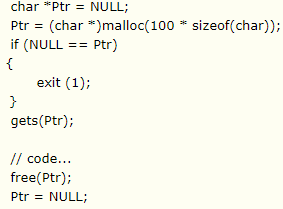 char *Ptr = NULL;
Ptr = (char *)malloc(100 * sizeof(char));
if (NULL == Ptr)
{
exit (1);
}
gets(Ptr);
// code...
free(Ptr);
Ptr = NULL;